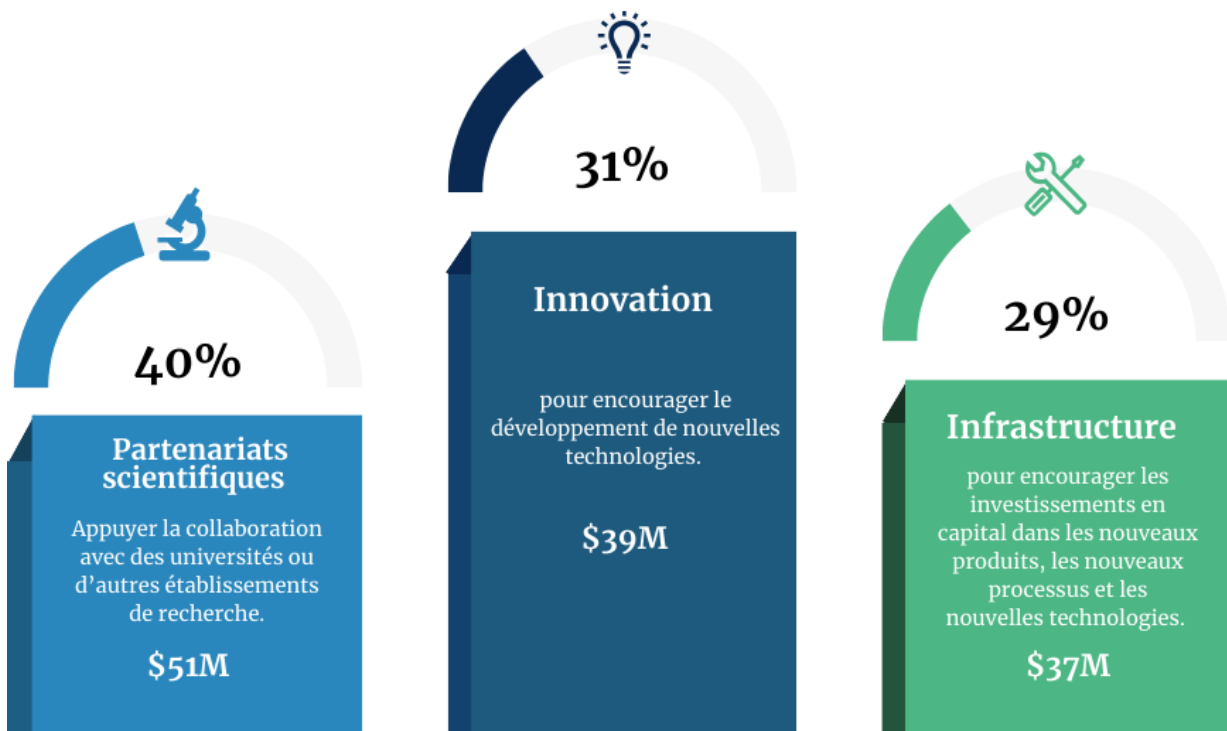 40%
Partenariats
scientifiques
Appuyer la collaboration
avec des universités ou
d'autres établissements
de recherche.
$51M
31%
Innovation
pour encourager le
développement de nouvelles
technologies.
$39M
29%
Infrastructure
pour encourager les
investissements en
capital dans les nouveaux
produits, les nouveaux
processus et les
nouvelles technologies.
$37M